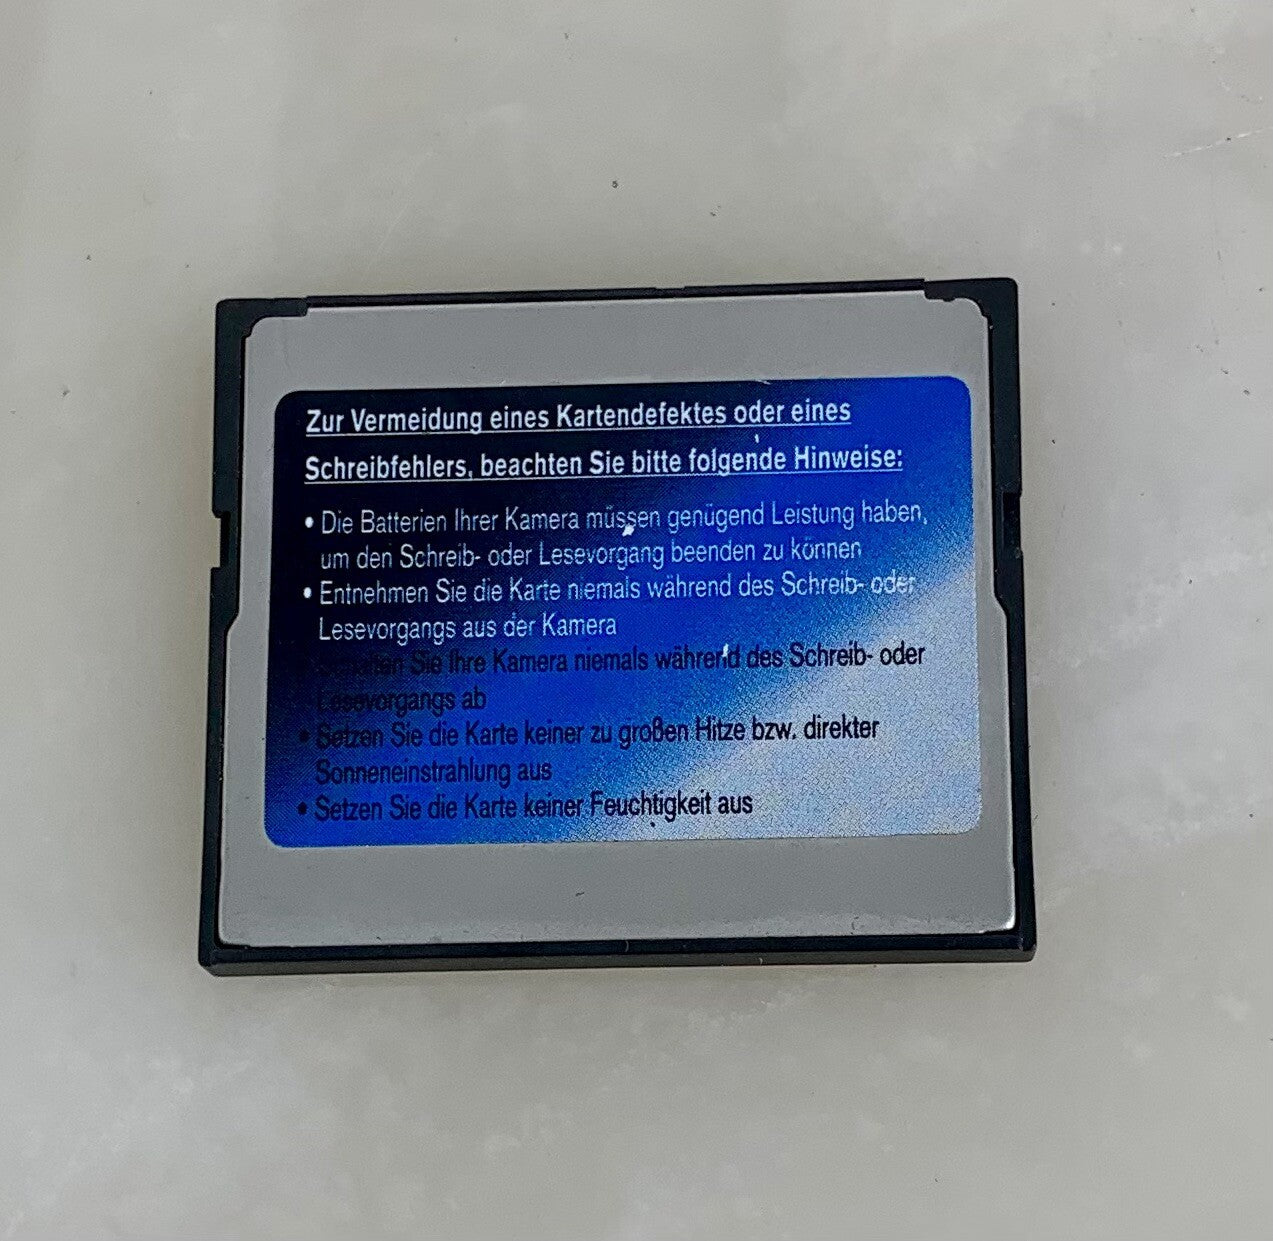 Zur Vermeidung eines Kartendefektes oder eines
Schreibfehlers, beachten Sie bitte folgende Hinweise:
• Die Batterien Ihrer Kamera müssen genügend Leistung haben,
um den Schreib- oder Lesevorgang beenden zu können
• Entnehmen Sie die Karte niemals während des Schreib- oder
Lesevorgangs aus der Kamera
Sie Ihre Kamera niemals während des Schreib- oder
Lesevorgangs ab
• Setzen Sie die Karte keiner zu großen Hitze bzw. direkter
Sonneneinstrahlung aus
• Setzen Sie die Karte keiner Feuchtigkeit aus